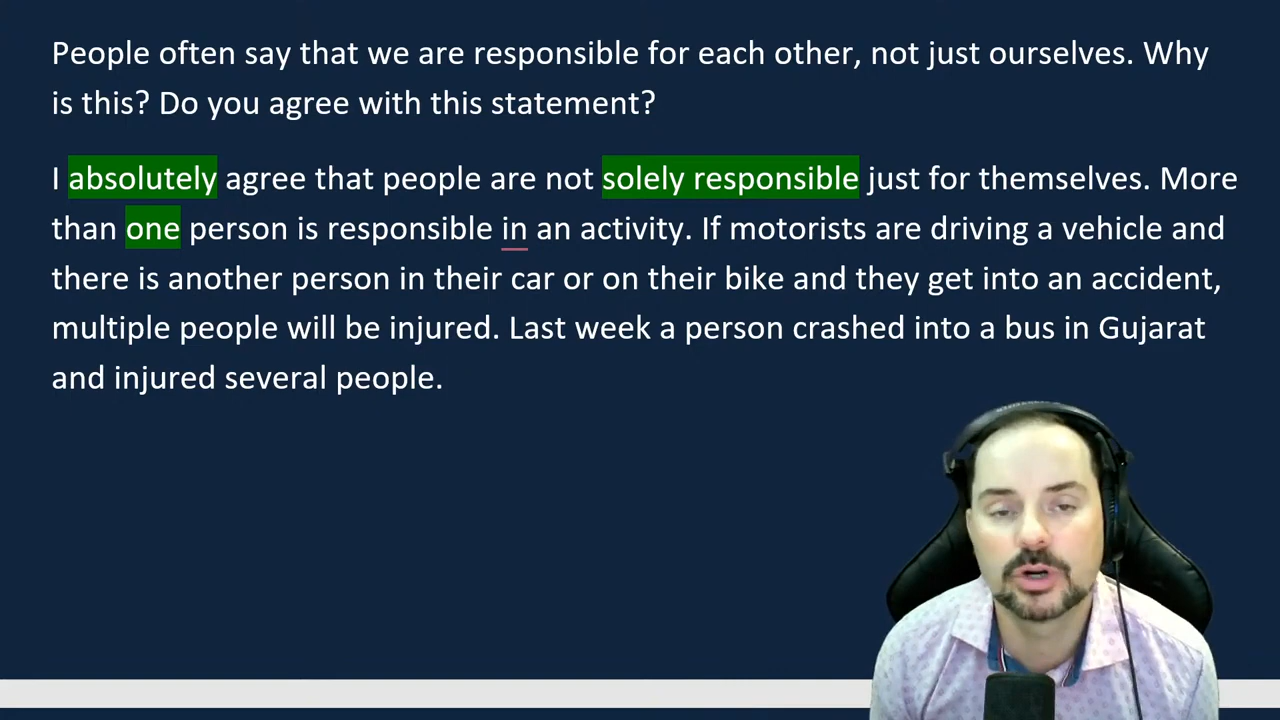 People often say that we are responsible for each other, not just ourselves. Why
is this? Do you agree with this statement?
I absolutely agree that people are not solely responsible just for themselves. More
than one person is responsible in an activity. If motorists are driving a vehicle and
there is another person in their car or on their bike and they get into an accident,
multiple people will be injured. Last week a person crashed into a bus in Gujarat
and injured several people.